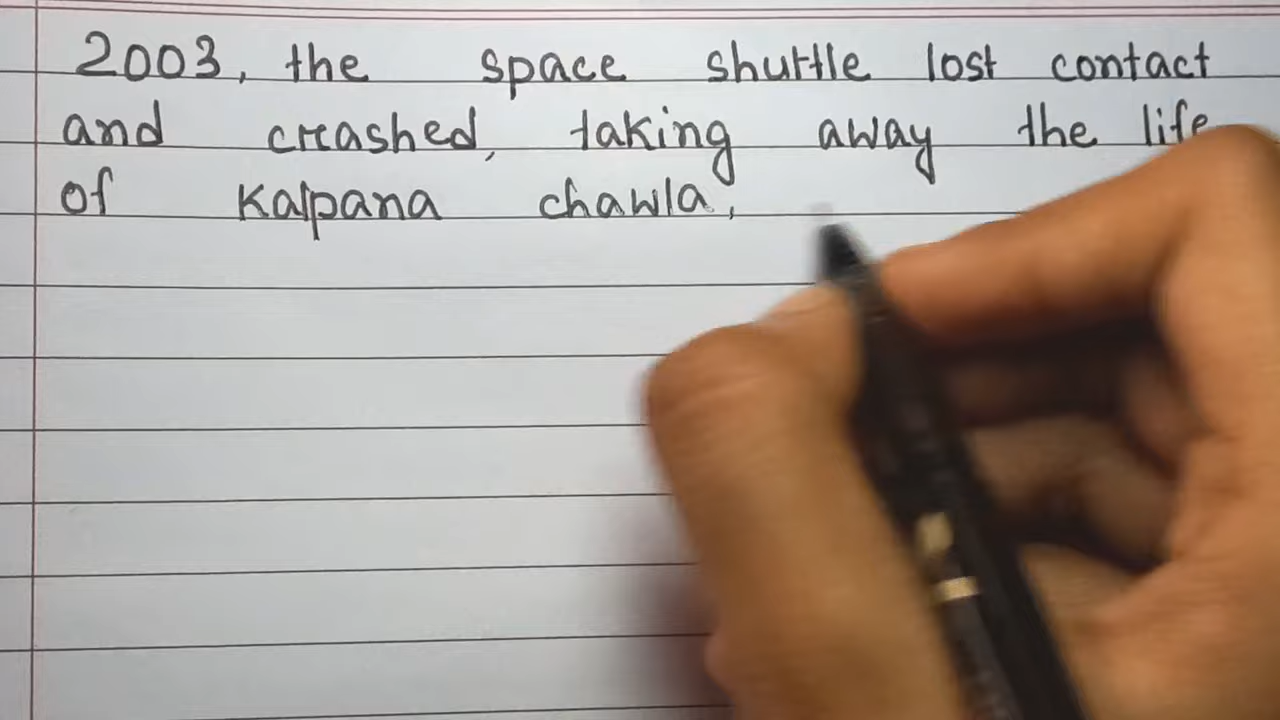 2003, the space shuttle lost contact
and crashed, taking away the life
of Kalpana chawla,